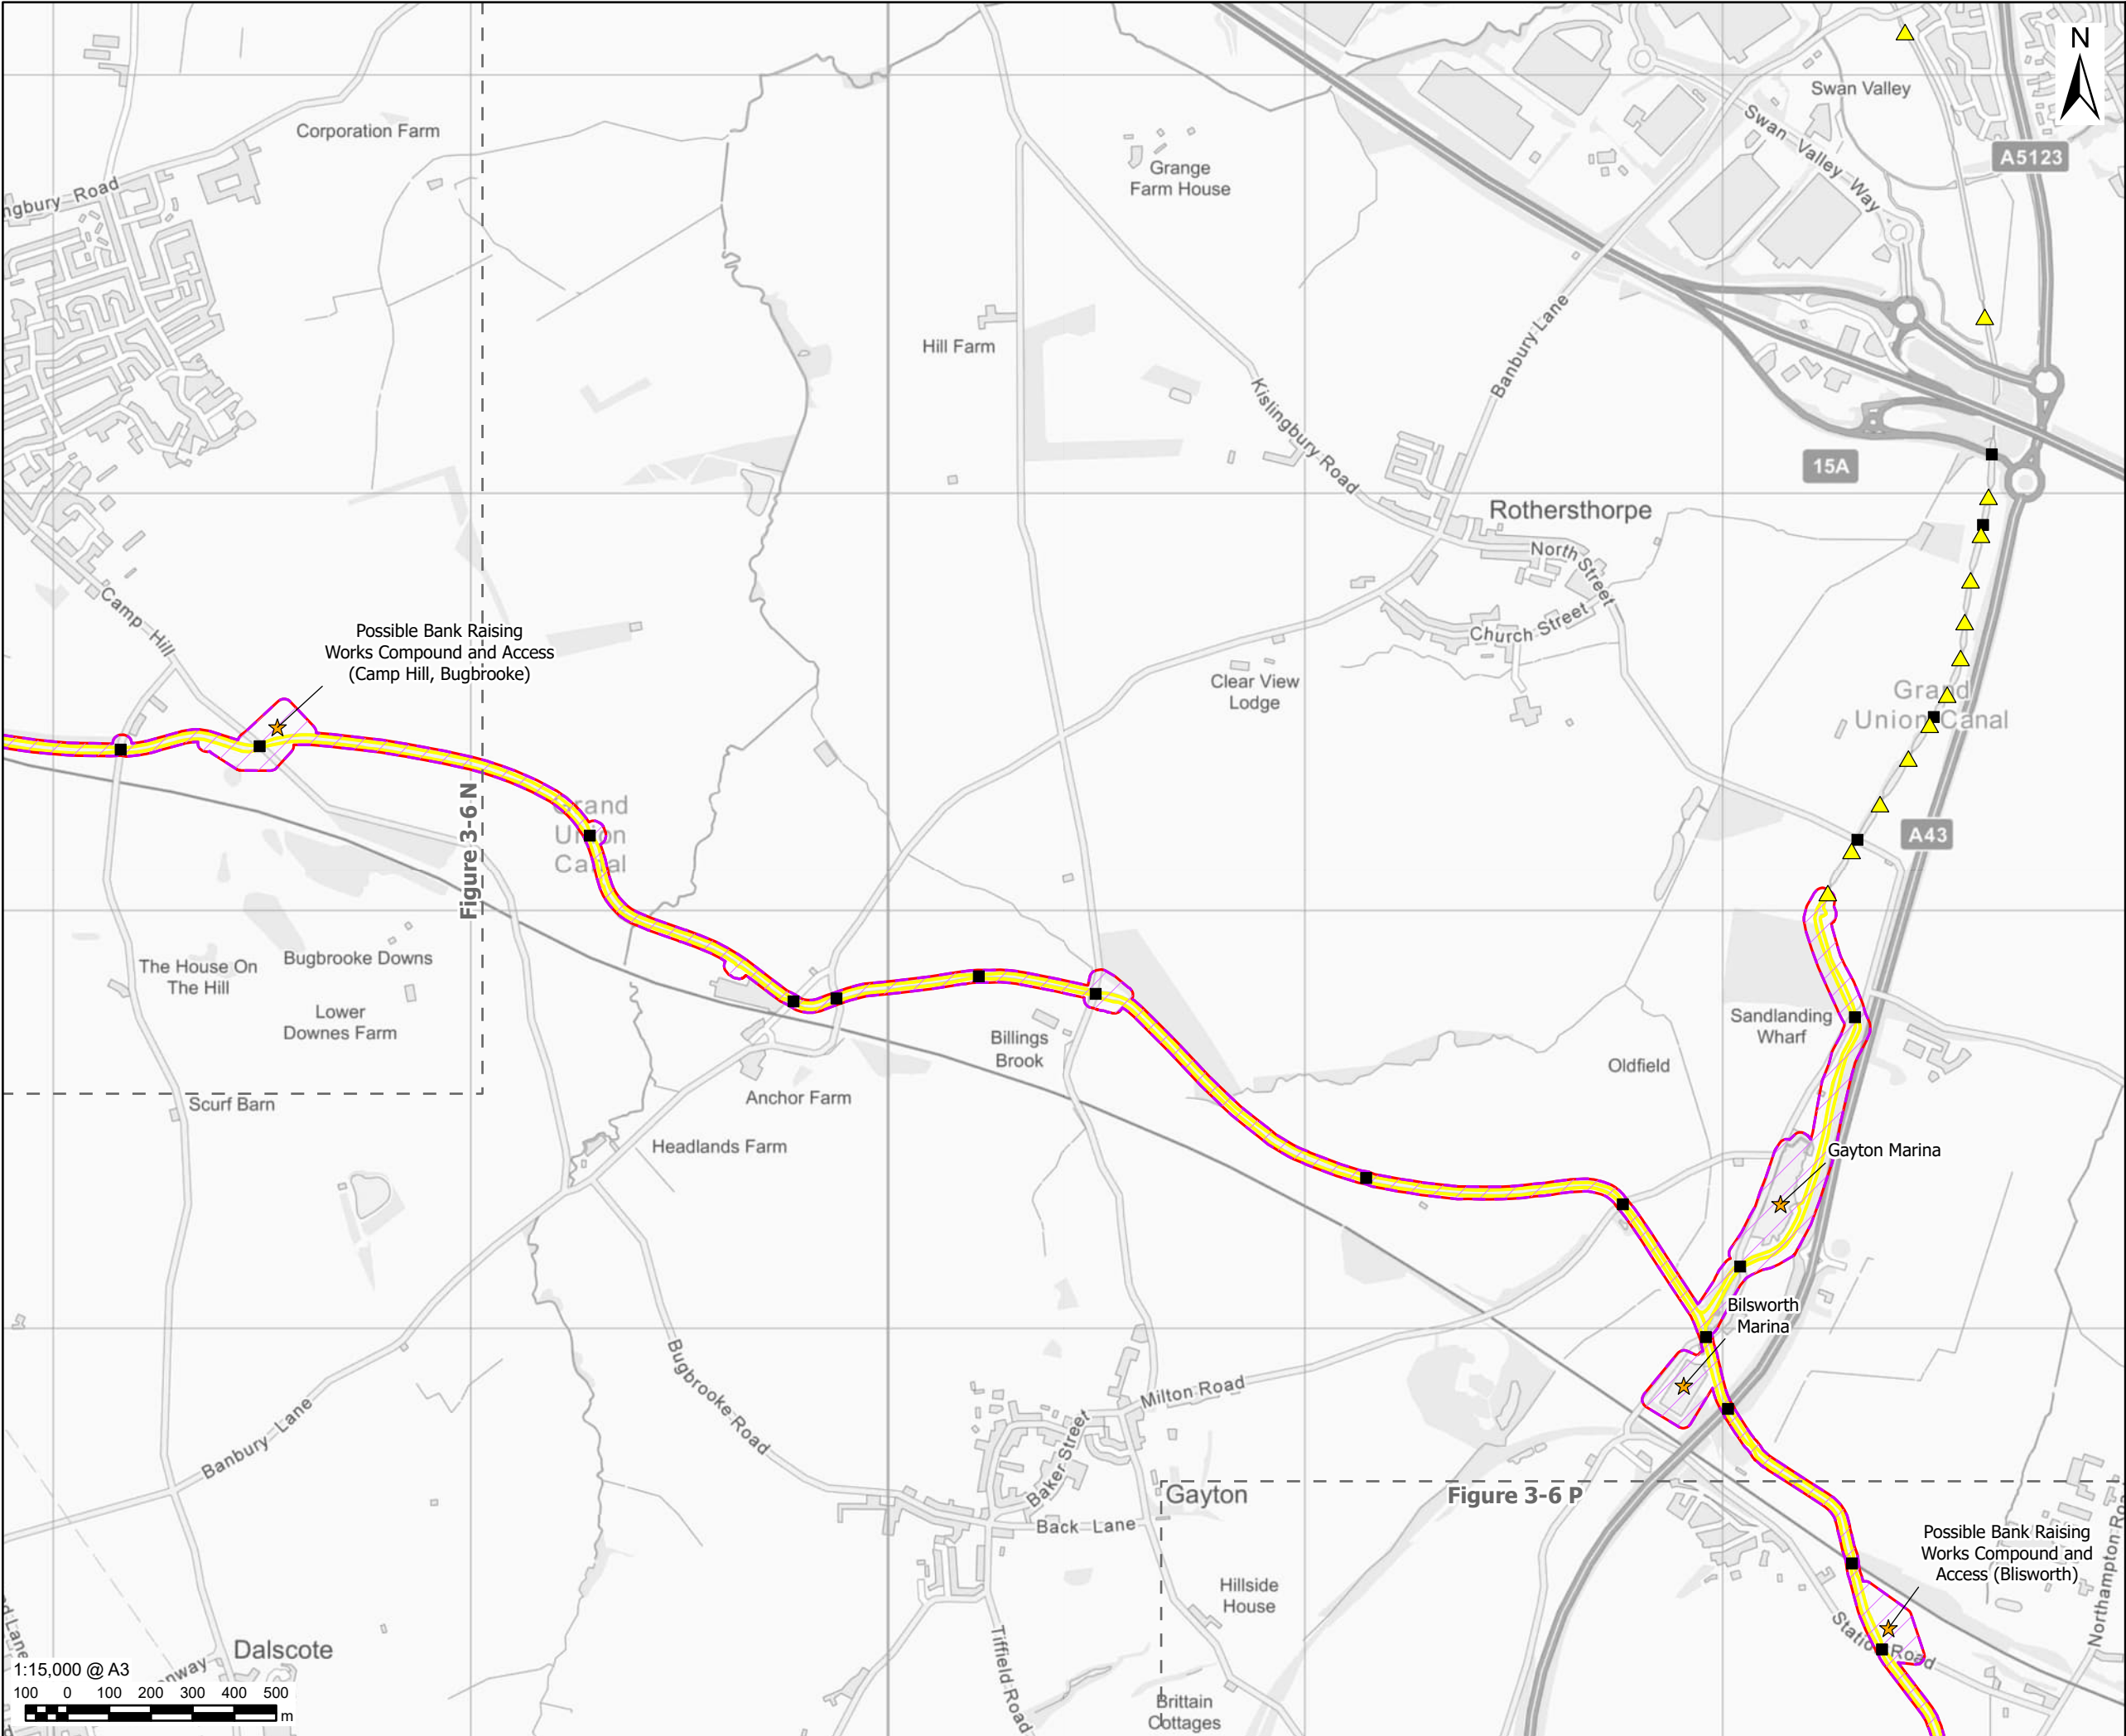 N
Swan Valley
Corporation Farm
Swan Valley Way
A5123
Grange
Farm House
ngbury Road
Hill Farm
Banbury Lane
Kislingbury Road
15A
Rothersthorpe
North Street
Church Street
Camp Hill
Possible Bank Raising
Works Compound and Access
(Camp Hill, Bugbrooke)
Clear View
Lodge
Grand
Union Canal
Grand
Union
Canal
Figure 3-6 N
A43
The House On
The Hill
Bugbrooke Downs
Lower
Downes Farm
Sandlanding
Wharf
Billings
Brook
Oldfield
Scurf Barn
Anchor Farm
Headlands Farm
Gayton Marina
Bilsworth
Marina
Bugbrooke Road
Milton Road
Banbury Lane
Baker Street
Gayton
Figure 3-6 P
Back Lane
Possible Bank Raising
Works Compound and
Access (Blisworth)
Hillside
House
Northampton Ro
Station Road
Tiffield Road
d Lane
Dalscote
onway
Brittain
Cottages
1:15,000 @ A3
100 0 100 200 300 400 500
m